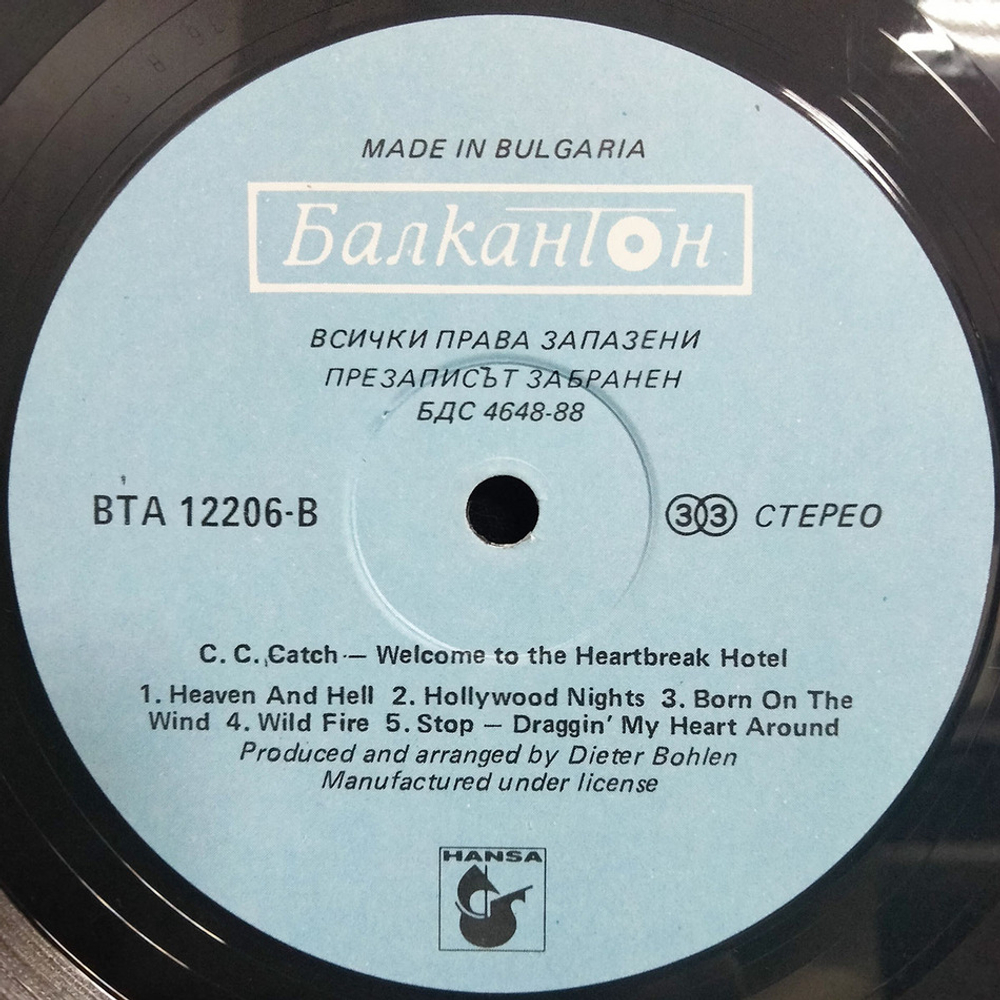 MADE IN BULGARIA
Балкантон
ВСИЧКИ ПРАВА ЗАПАЗЕНИ
ПРЕЗАПИСЪТ ЗАБРАНЕН
БДС 4648-88
ВТА 12206-В
33 СТЕРЕО
C. C. Catch — Welcome to the Heartbreak Hotel
1. Heaven And Hell 2. Hollywood Nights 3. Born On The
Wind 4. Wild Fire 5. Stop — Draggin' My Heart Around
Produced and arranged by Dieter Bohlen
Manufactured under license
HANSA